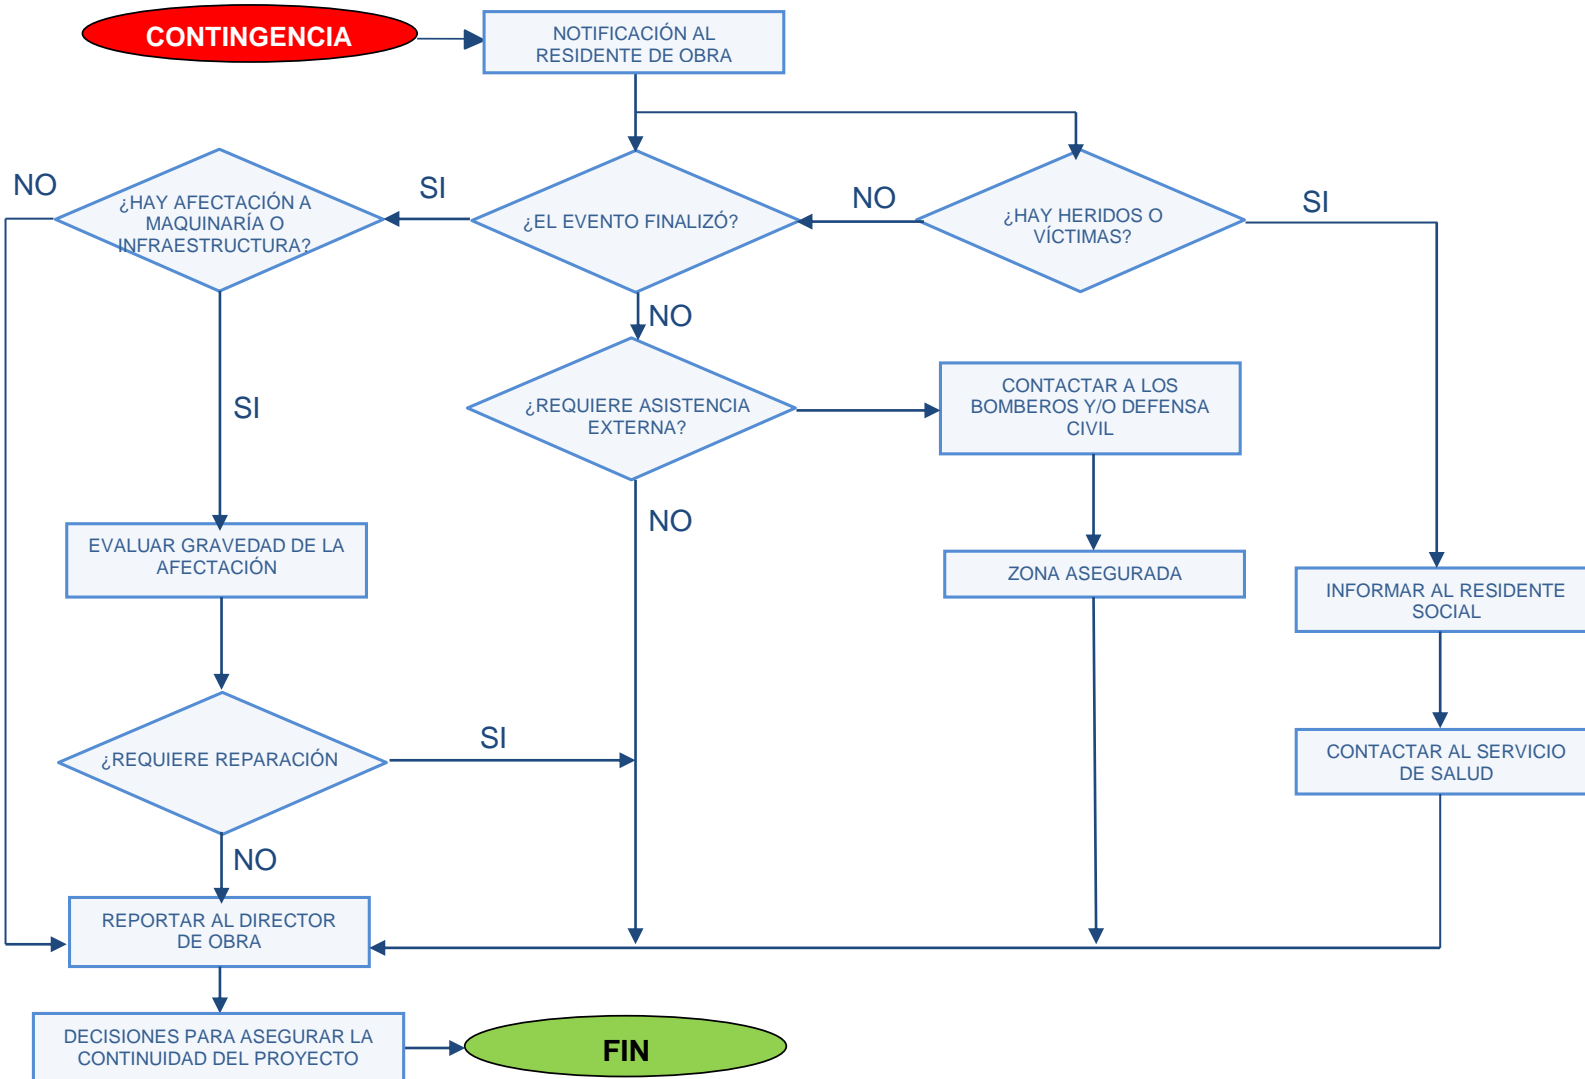 CONTINGENCIA
NOTIFICACIÓN AL
RESIDENTE DE OBRA
NO
¿HAY AFECTACIÓN A
MAQUINARÍA O
INFRAESTRUCTURA?
SI
¿EL EVENTO FINALIZÓ?
NO
¿HAY HERIDOS O
VÍCTIMAS?
SI
NO
¿REQUIERE ASISTENCIA
EXTERNA?
CONTACTAR A LOS
BOMBEROS Y/O DEFENSA
CIVIL
SI
NO
EVALUAR GRAVEDAD DE LA
AFECTACIÓN
ZONA ASEGURADA
INFORMAR AL RESIDENTE
SOCIAL
¿REQUIERE REPARACIÓN
SI
CONTACTAR AL SERVICIO
DE SALUD
NO
REPORTAR AL DIRECTOR
DE OBRA
DECISIONES PARA ASEGURAR LA
CONTINUIDAD DEL PROYECTO
FIN